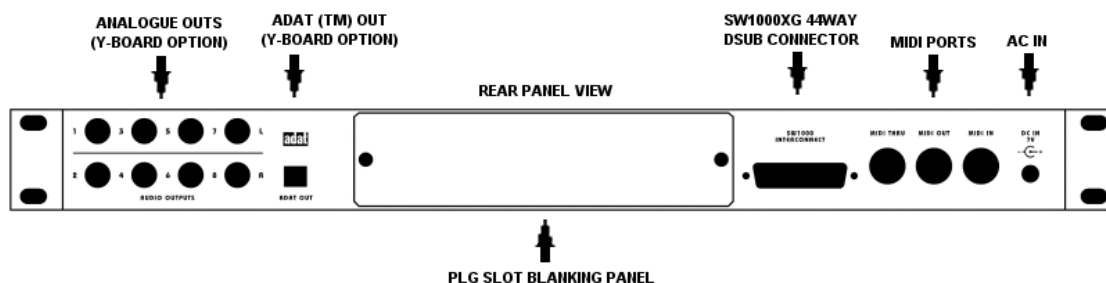 ANALOGUE OUTS
(Y-BOARD OPTION)
ADAT (TM) OUT
(Y-BOARD OPTION)
SW1000XG 44WAY
DSUB CONNECTOR
MIDI PORTS
AC IN
REAR PANEL VIEW
1 3 5 7 L
2 4 6 8 R
AUDIO OUTPUTS
adat
ADAT OUT
SW1000
INTERCONNECT
MIDI THRU
MIDI OUT
MIDI IN
DC IN
7V
PLG SLOT BLANKING PANEL